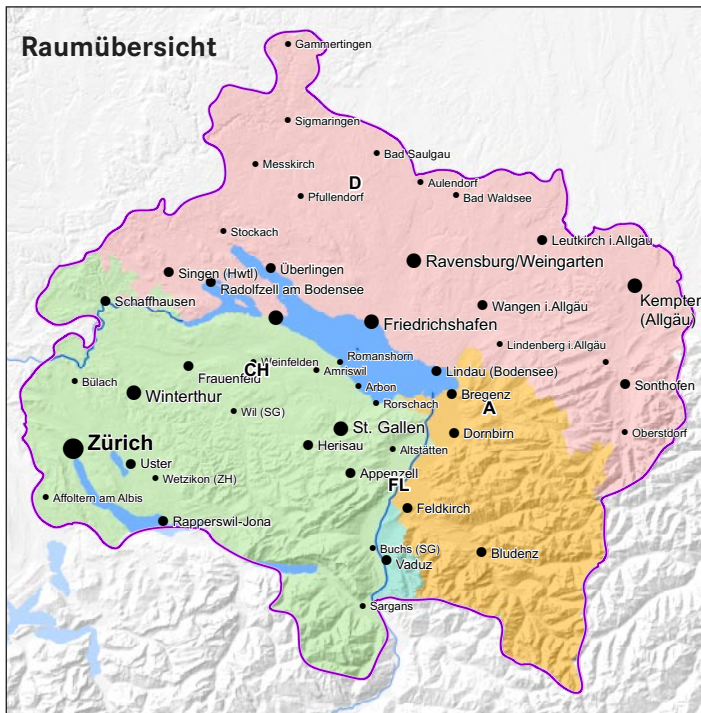 Raumübersicht
Gammertingen
Sigmaringen
Bad Saulgau
Messkirch
D
Aulendorf
Pfullendorf
Bad Waldsee
Stockach
Leutkirch i.Allgäu
Ravensburg/Weingarten
Singen (Hwtl)
Überlingen
Radolfzell am Bodensee
Schaffhausen
Wangen i.Allgäu
Kempten
(Allgäu)
Friedrichshafen
Lindenberg i.Allgäu
Romanshorn
Weinfelden
CH
Amriswil
Lindau (Bodensee)
Frauenfeld
Bülach
Sonthofen
Arbon
Bregenz
Winterthur
Rorschach
A
Wil (SG)
St. Gallen
Dornbirn
Oberstdorf
Zürich
Herisau
Altstätten
Uster
Appenzell
Wetzikon (ZH)
FL
Affoltern am Albis
Feldkirch
Rapperswil-Jona
Buchs (SG)
Bludenz
Vaduz
Sargans